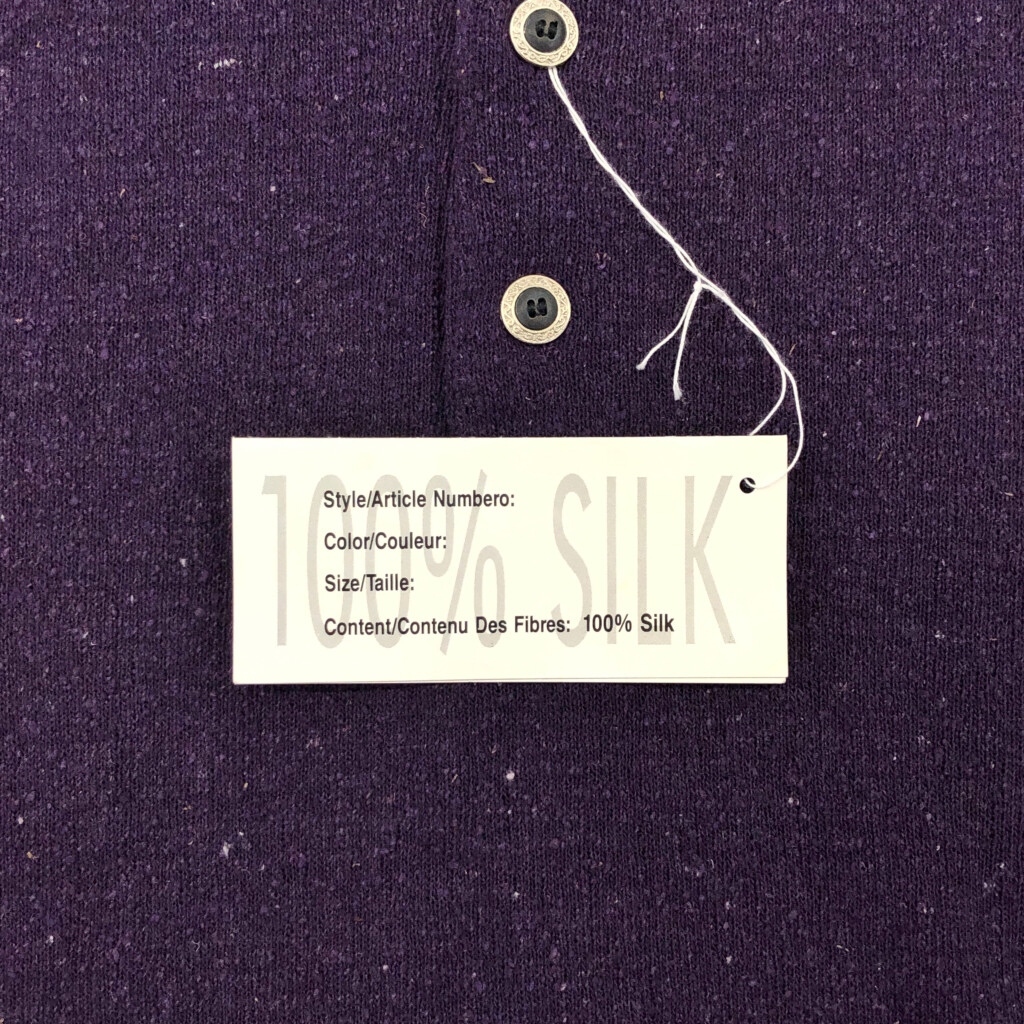 100% SILK
Style/Article Numbero:
Color/Couleur:
Size/Taille:
Content/Contenu Des Fibres: 100% Silk